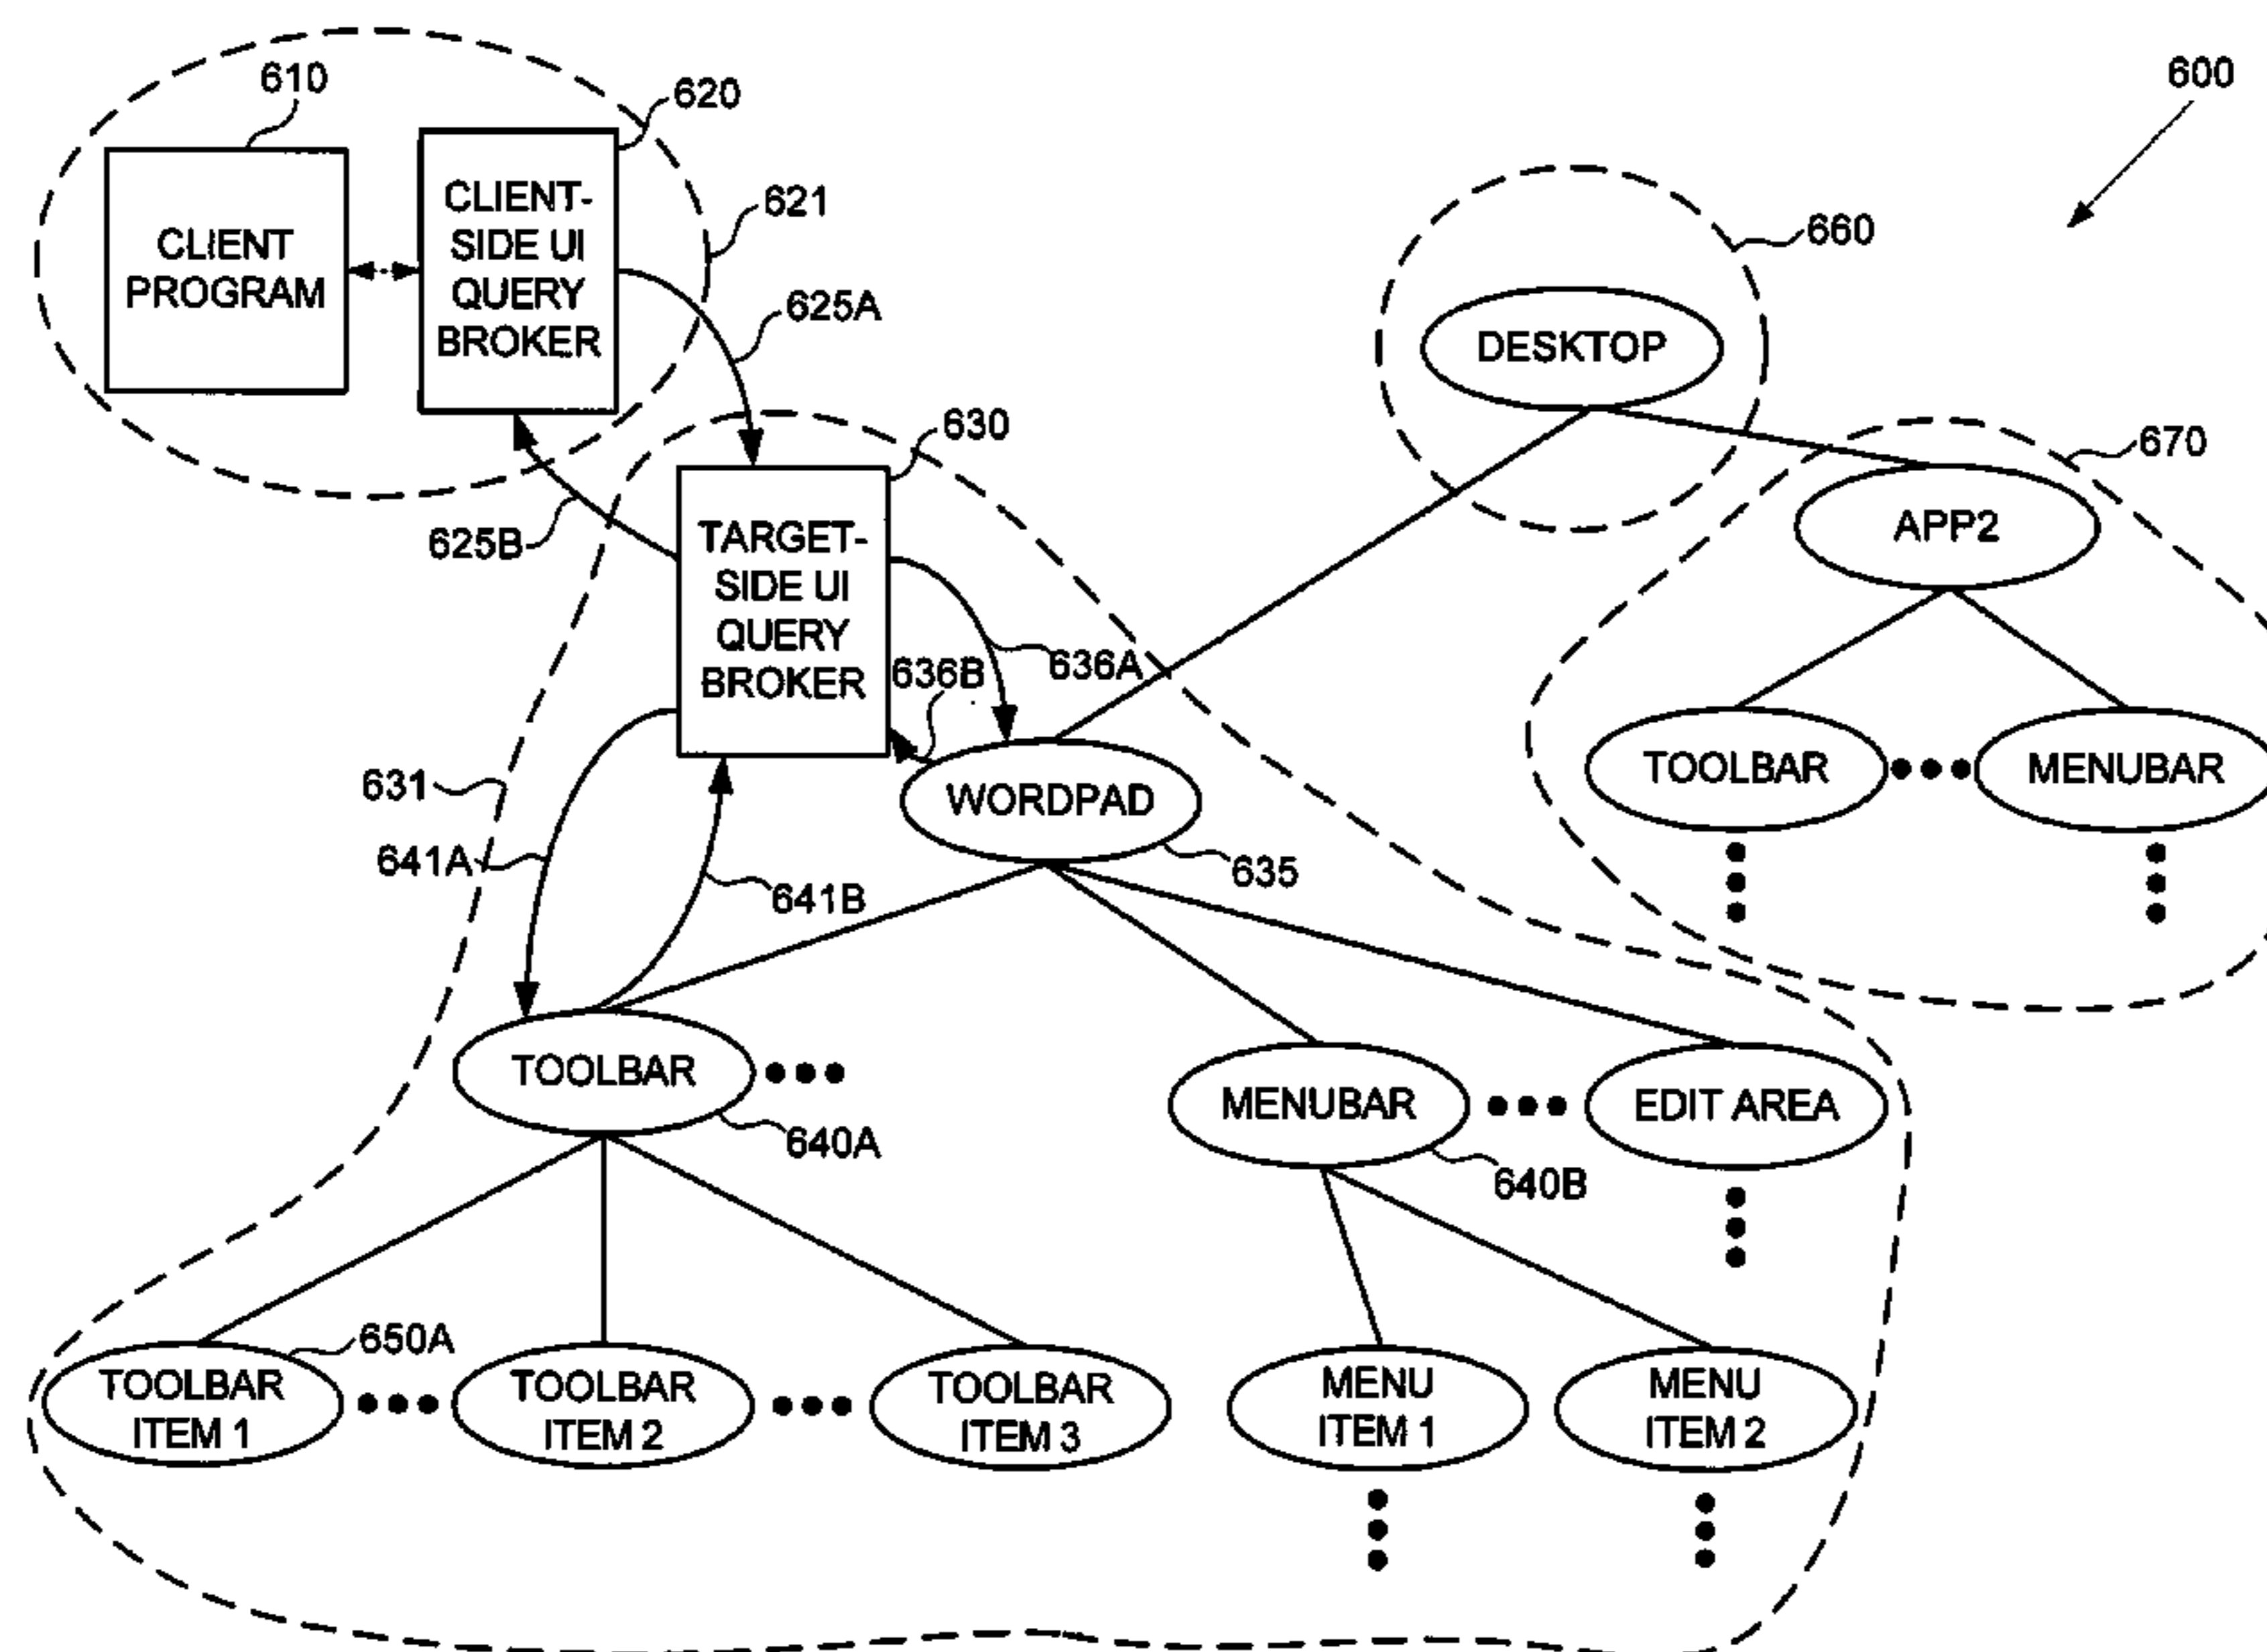 600
610
620
CLIENT
PROGRAM
CLIENT-
SIDE UI
QUERY
BROKER
621
625A
660
DESKTOP
670
630
625B
TARGET-
SIDE UI
QUERY
BROKER
APP2
636B
636A
TOOLBAR
MENUBAR
631
WORDPAD
635
641A
641B
TOOLBAR
640A
MENUBAR
640B
EDIT AREA
650A
TOOLBAR
ITEM 1
TOOLBAR
ITEM 2
TOOLBAR
ITEM 3
MENU
ITEM 1
MENU
ITEM 2